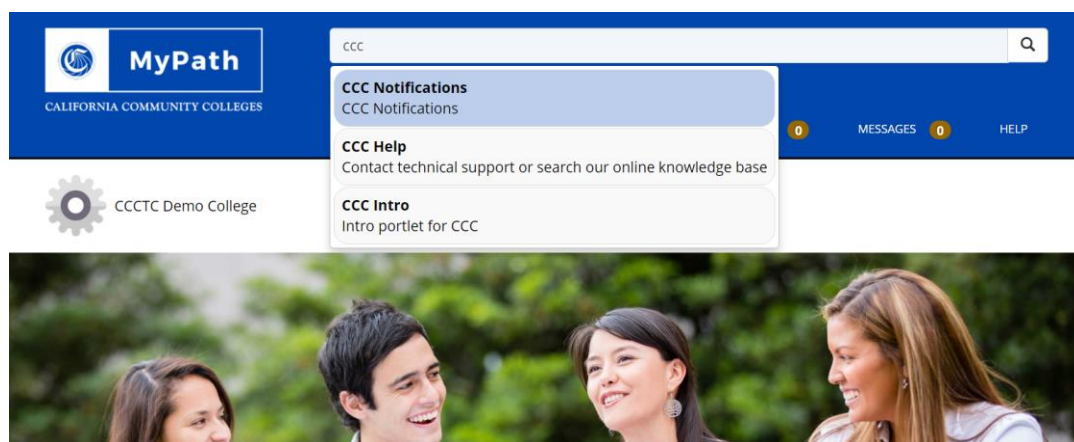 MyPath
CALIFORNIA COMMUNITY COLLEGES
ccc
CCC Notifications
CCC Notifications
CCC Help
Contact technical support or search our online knowledge base
CCC Intro
Intro portlet for CCC
0
MESSAGES 0
HELP
CCCTC Demo College